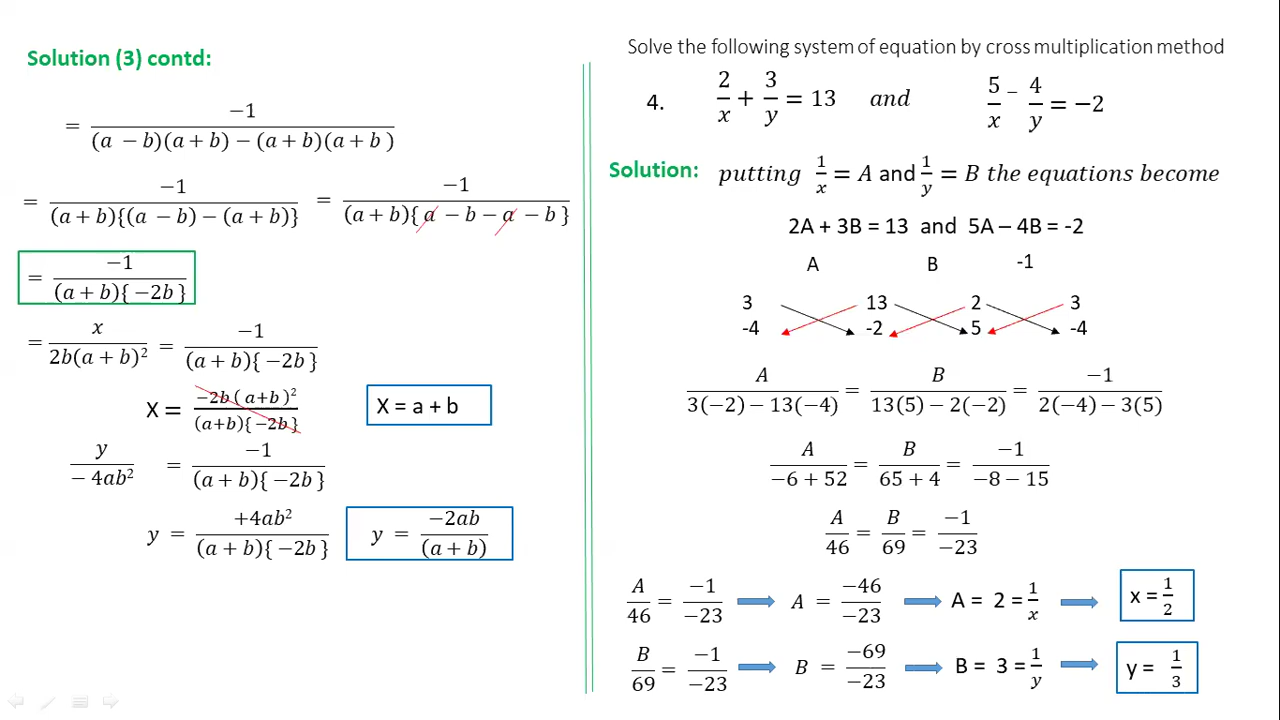 Solution (3) contd:
= −1 / (a − b)(a + b) − (a + b)(a + b )
= −1 / (a + b){(a − b) − (a + b)} = −1 / (a + b){ a − b − a − b }
= −1 / (a + b){ −2b }
= x / 2b(a + b)² = −1 / (a + b){ −2b }
X = −2b ( a+b )² / (a+b){ −2b } X = a + b
y / − 4ab² = −1 / (a + b){ −2b }
y = +4ab² / (a + b){ −2b } y = −2ab / (a + b)
Solve the following system of equation by cross multiplication method
4. 2/x + 3/y = 13 and 5/x − 4/y = −2
Solution: putting 1/x = A and 1/y = B the equations become
2A + 3B = 13 and 5A – 4B = -2
A B -1
3 13 2 3
-4 -2 5 -4
A / 3(−2) − 13(−4) = B / 13(5) − 2(−2) = −1 / 2(−4) − 3(5)
A / −6 + 52 = B / 65 + 4 = −1 / −8 − 15
A / 46 = B / 69 = −1 / −23
A / 46 = −1 / −23 A = −46 / −23 A = 2 = 1/x x = 1/2
B / 69 = −1 / −23 B = −69 / −23 B = 3 = 1/y y = 1/3